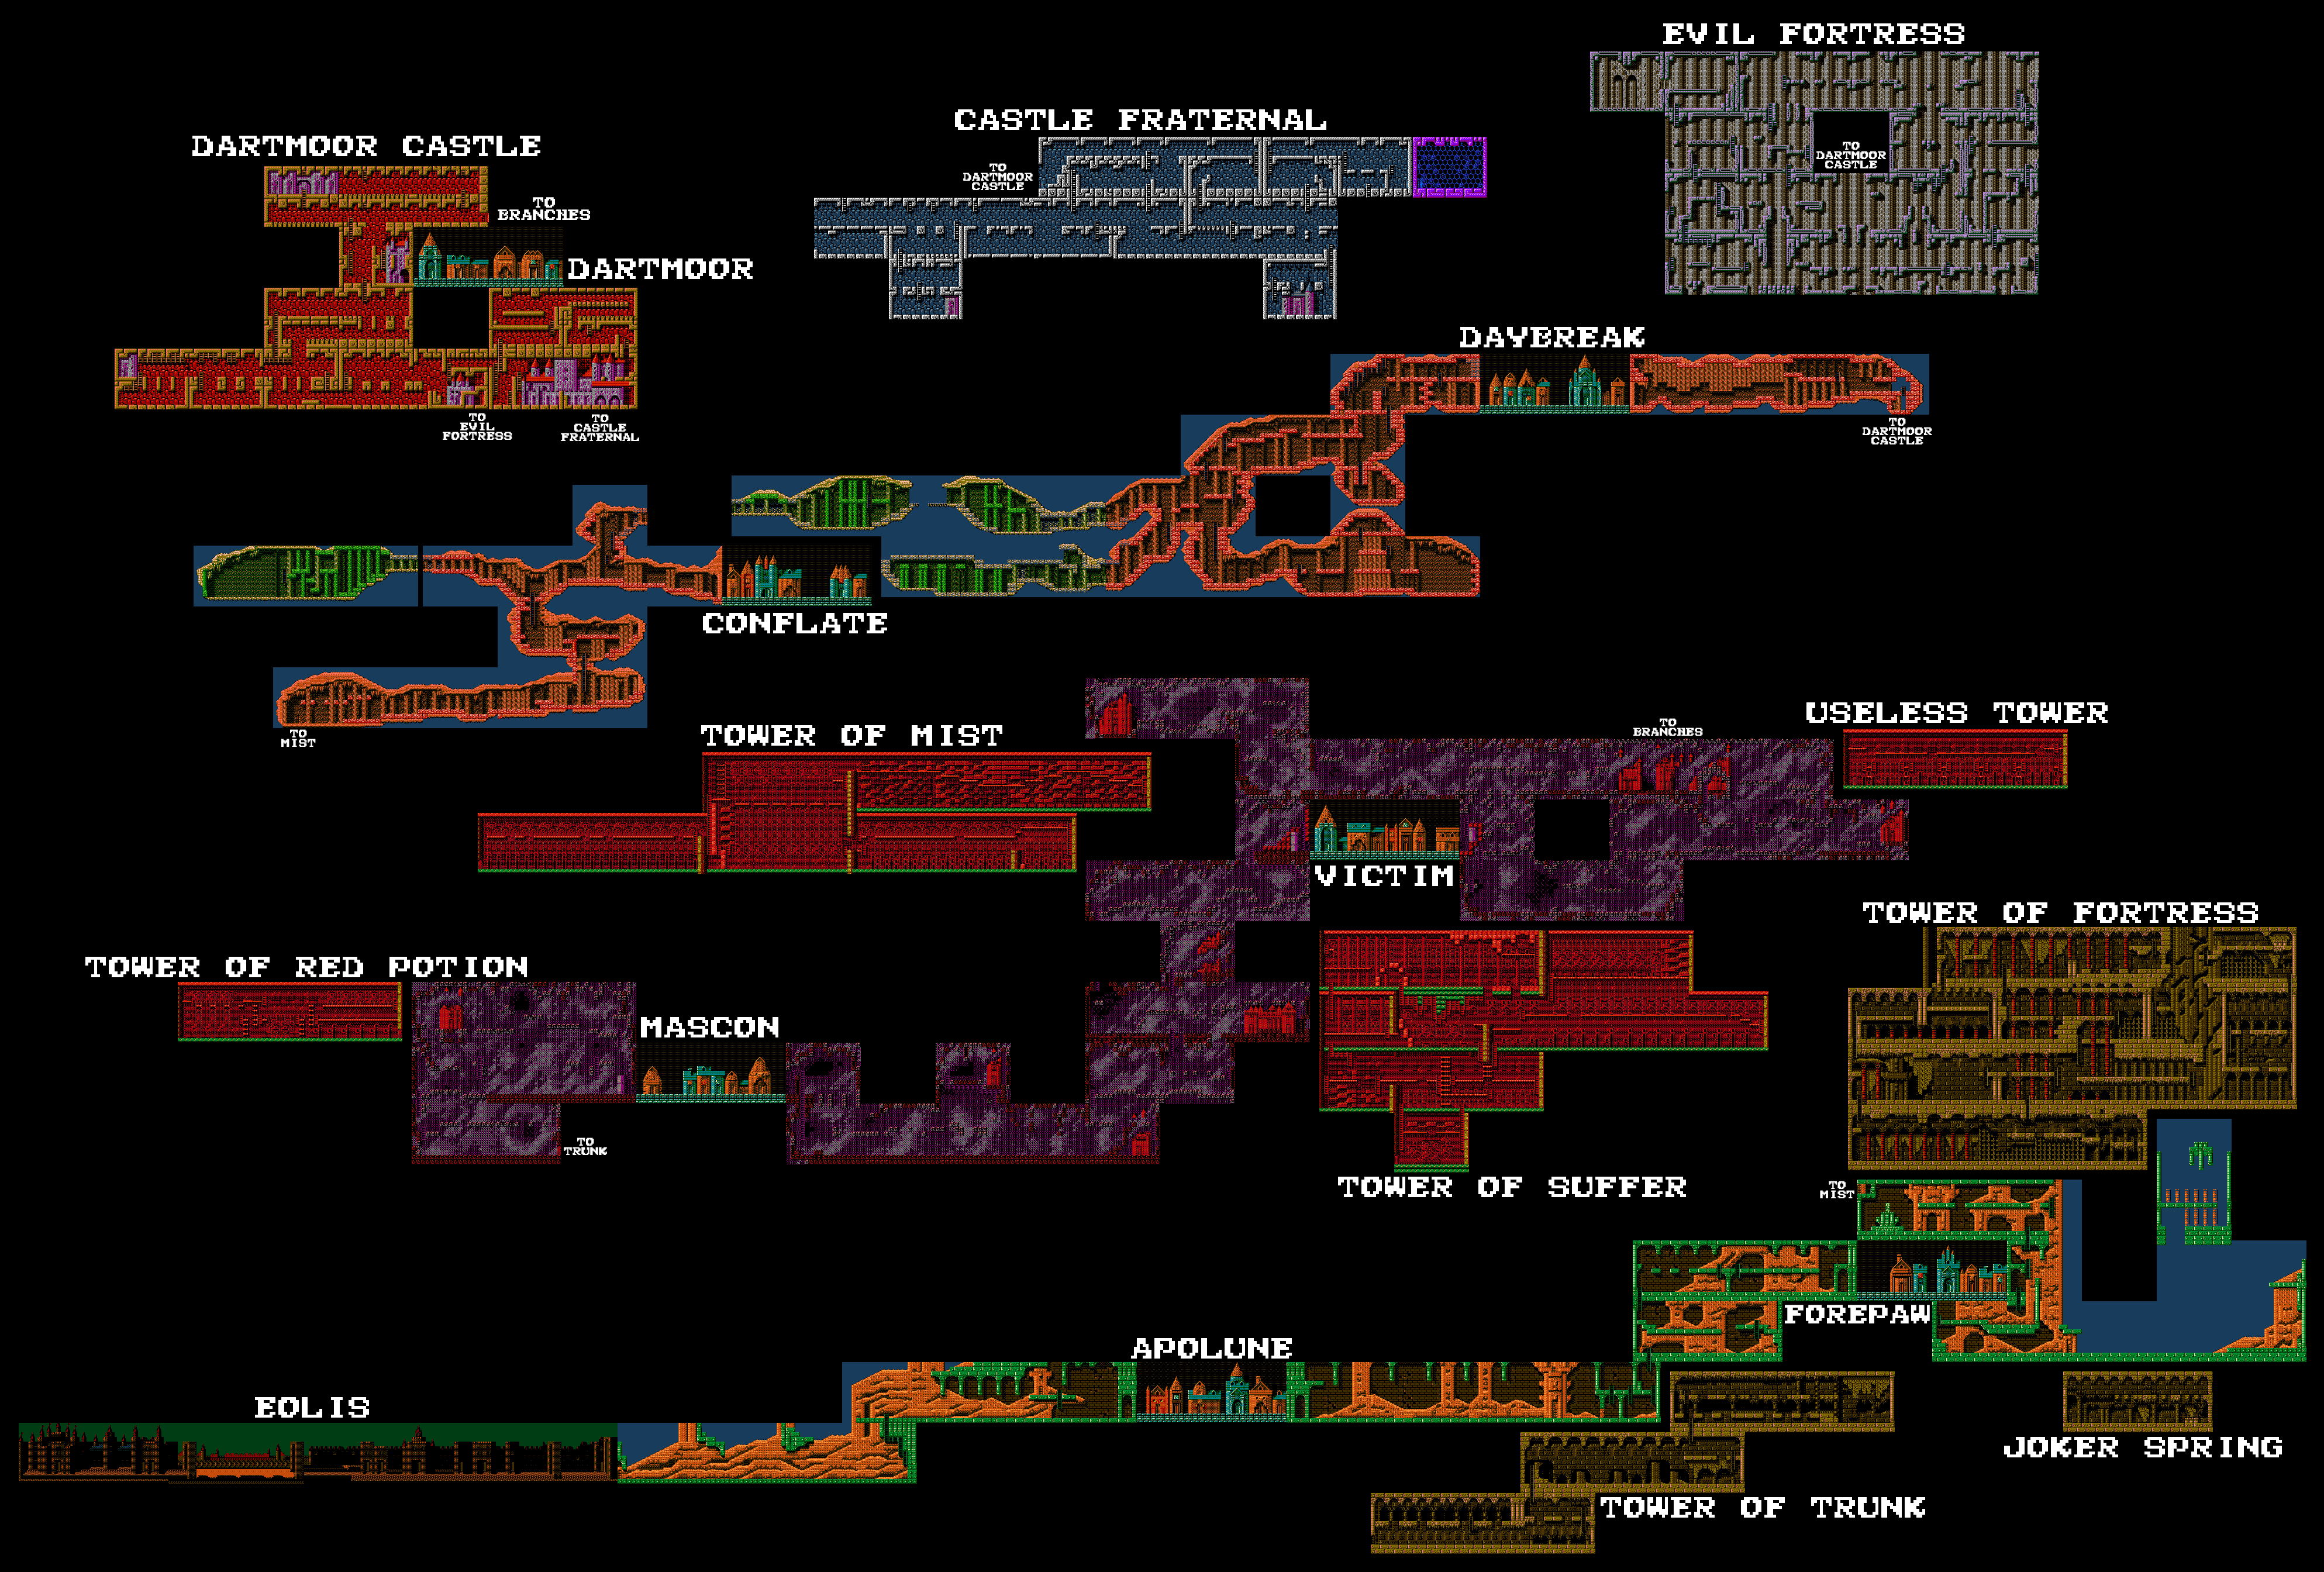 EVIL FORTRESS
CASTLE FRATERNAL
DARTMOOR CASTLE
TO
DARTMOOR
CASTLE
TO
DARTMOOR
CASTLE
TO
BRANCHES
DARTMOOR
DAYBREAK
TO
EVIL
FORTRESS
TO
CASTLE
FRATERNAL
TO
DARTMOOR
CASTLE
CONFLATE
TO
MIST
TOWER OF MIST
TO
BRANCHES
USELESS TOWER
VICTIM
TOWER OF FORTRESS
TOWER OF RED POTION
MASCON
TO
TRUNK
TOWER OF SUFFER
TO
MIST
FOREPAW
APOLUNE
EOLIS
JOKER SPRING
TOWER OF TRUNK